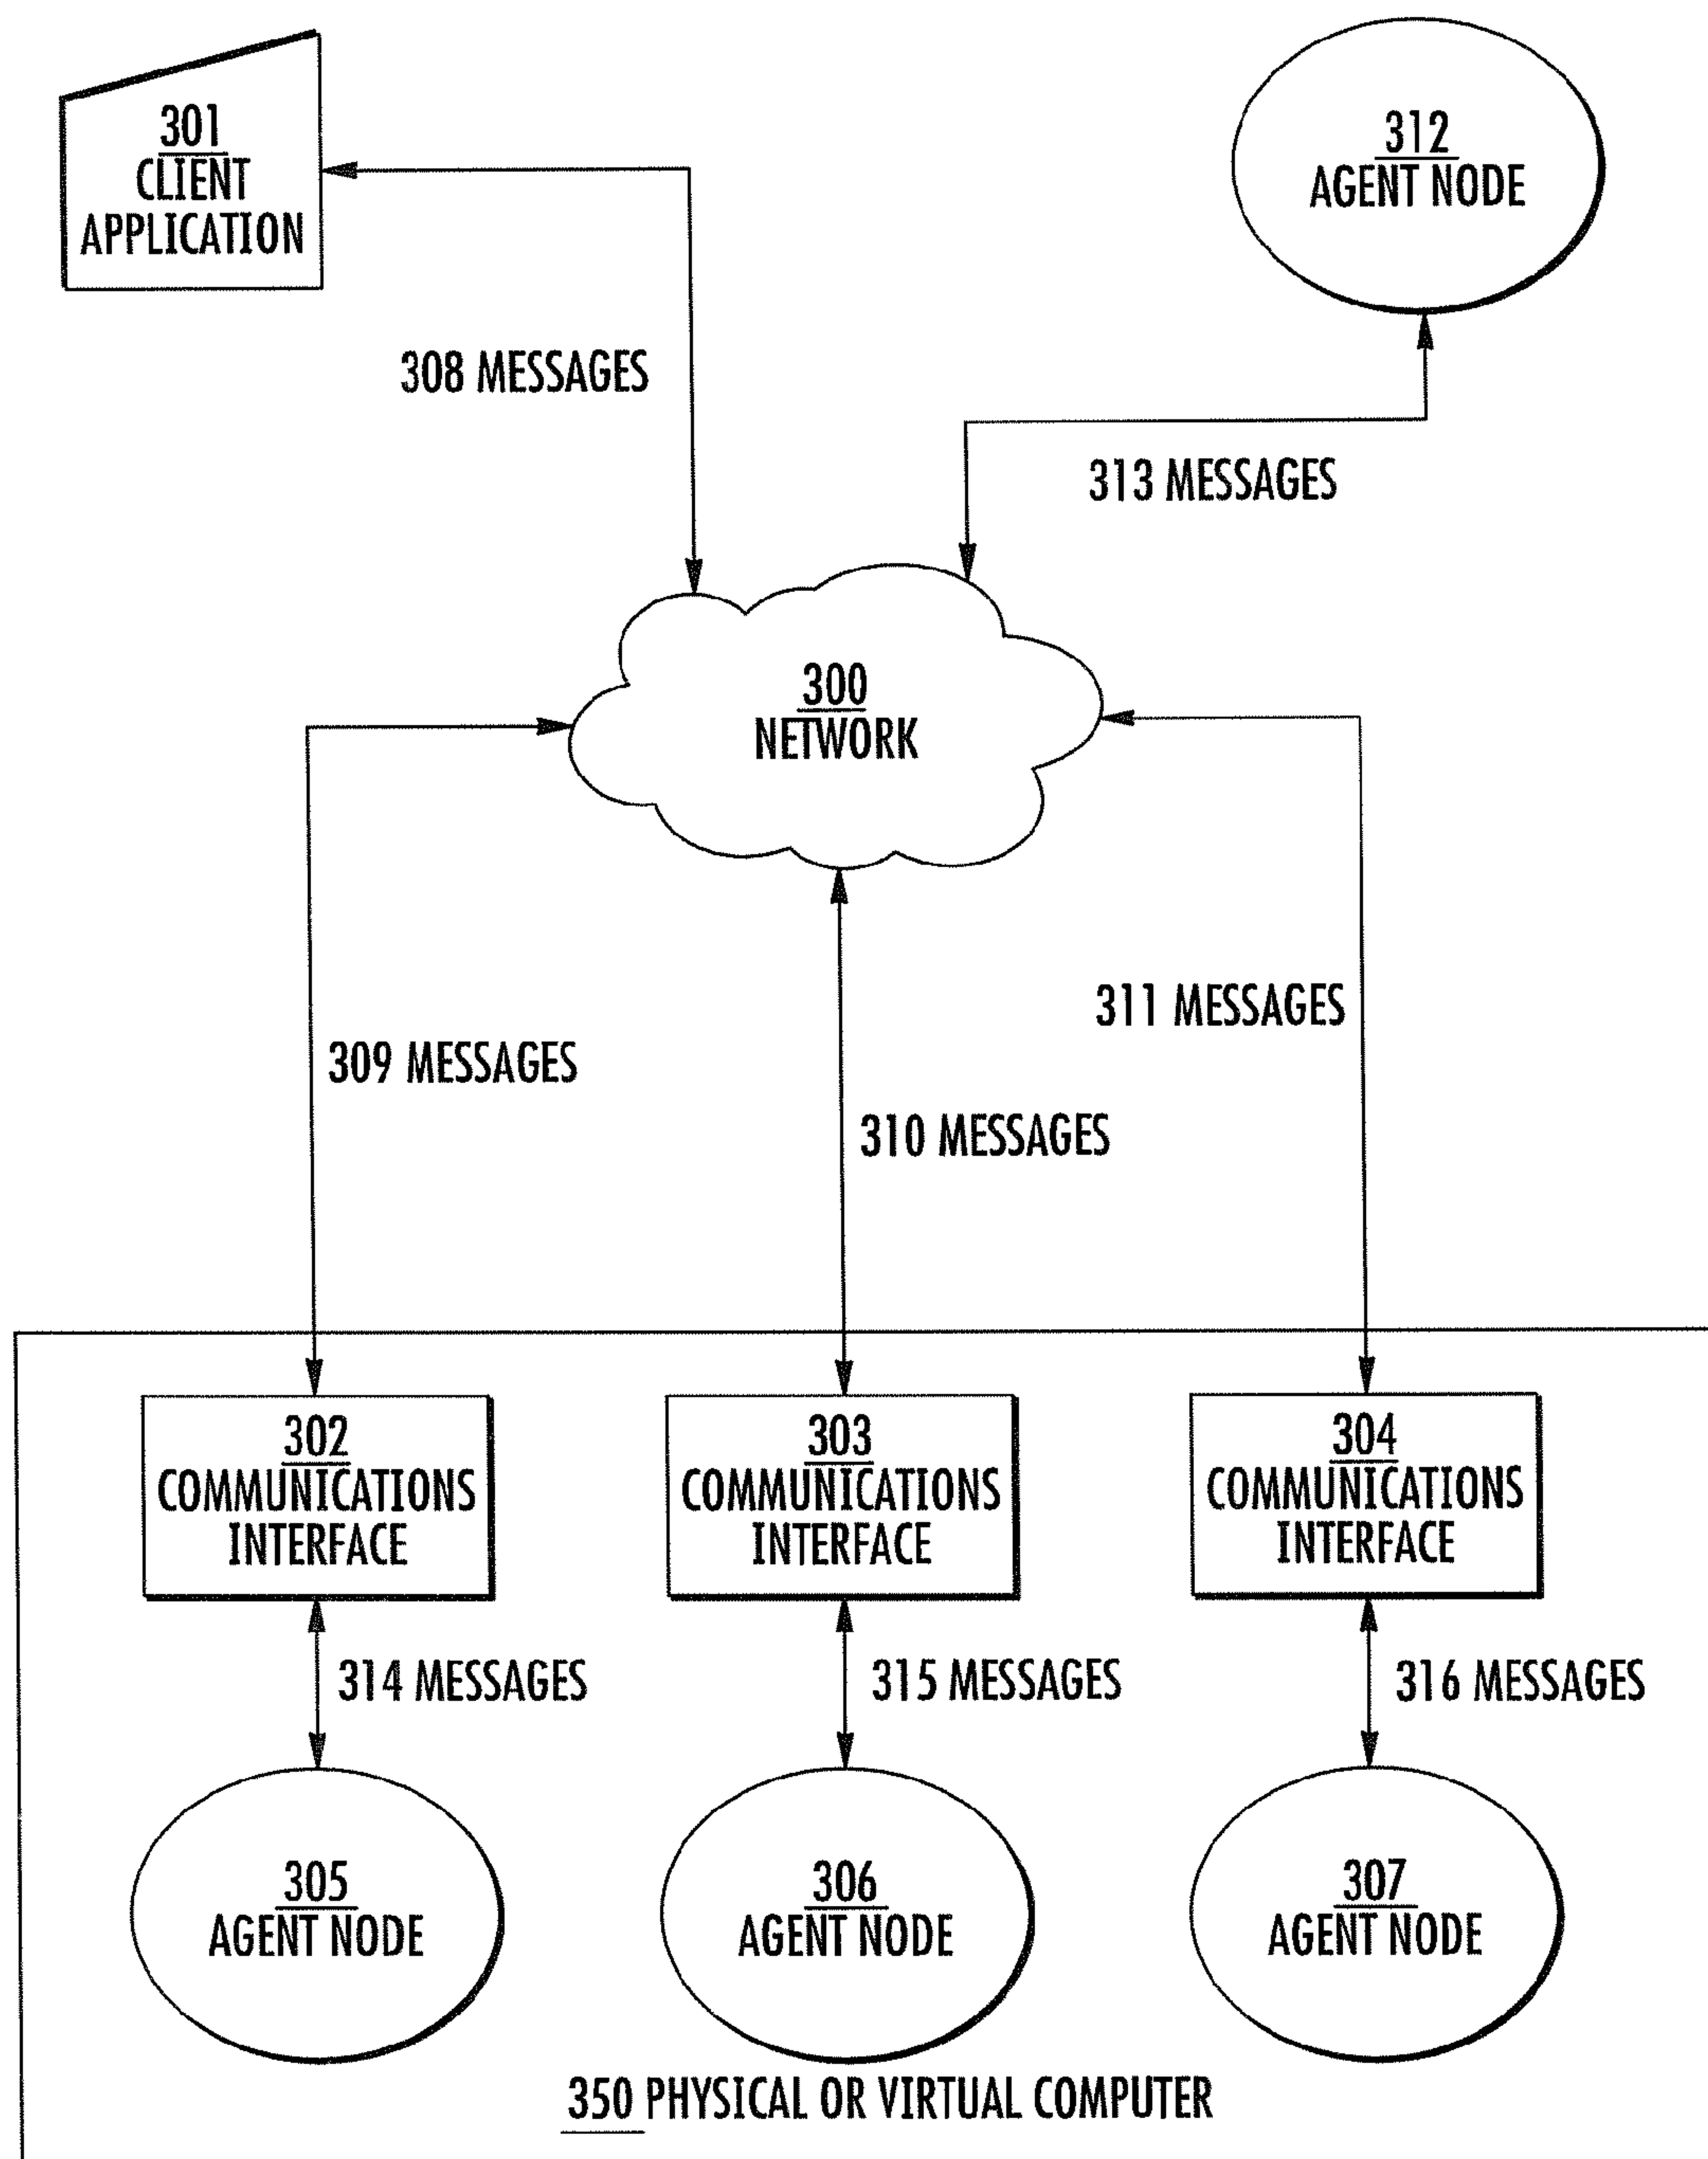 301
CLIENT
APPLICATION
312
AGENT NODE
308 MESSAGES
313 MESSAGES
300
NETWORK
311 MESSAGES
309 MESSAGES
310 MESSAGES
302
COMMUNICATIONS
INTERFACE
303
COMMUNICATIONS
INTERFACE
304
COMMUNICATIONS
INTERFACE
314 MESSAGES
315 MESSAGES
316 MESSAGES
305
AGENT NODE
306
AGENT NODE
307
AGENT NODE
350 PHYSICAL OR VIRTUAL COMPUTER